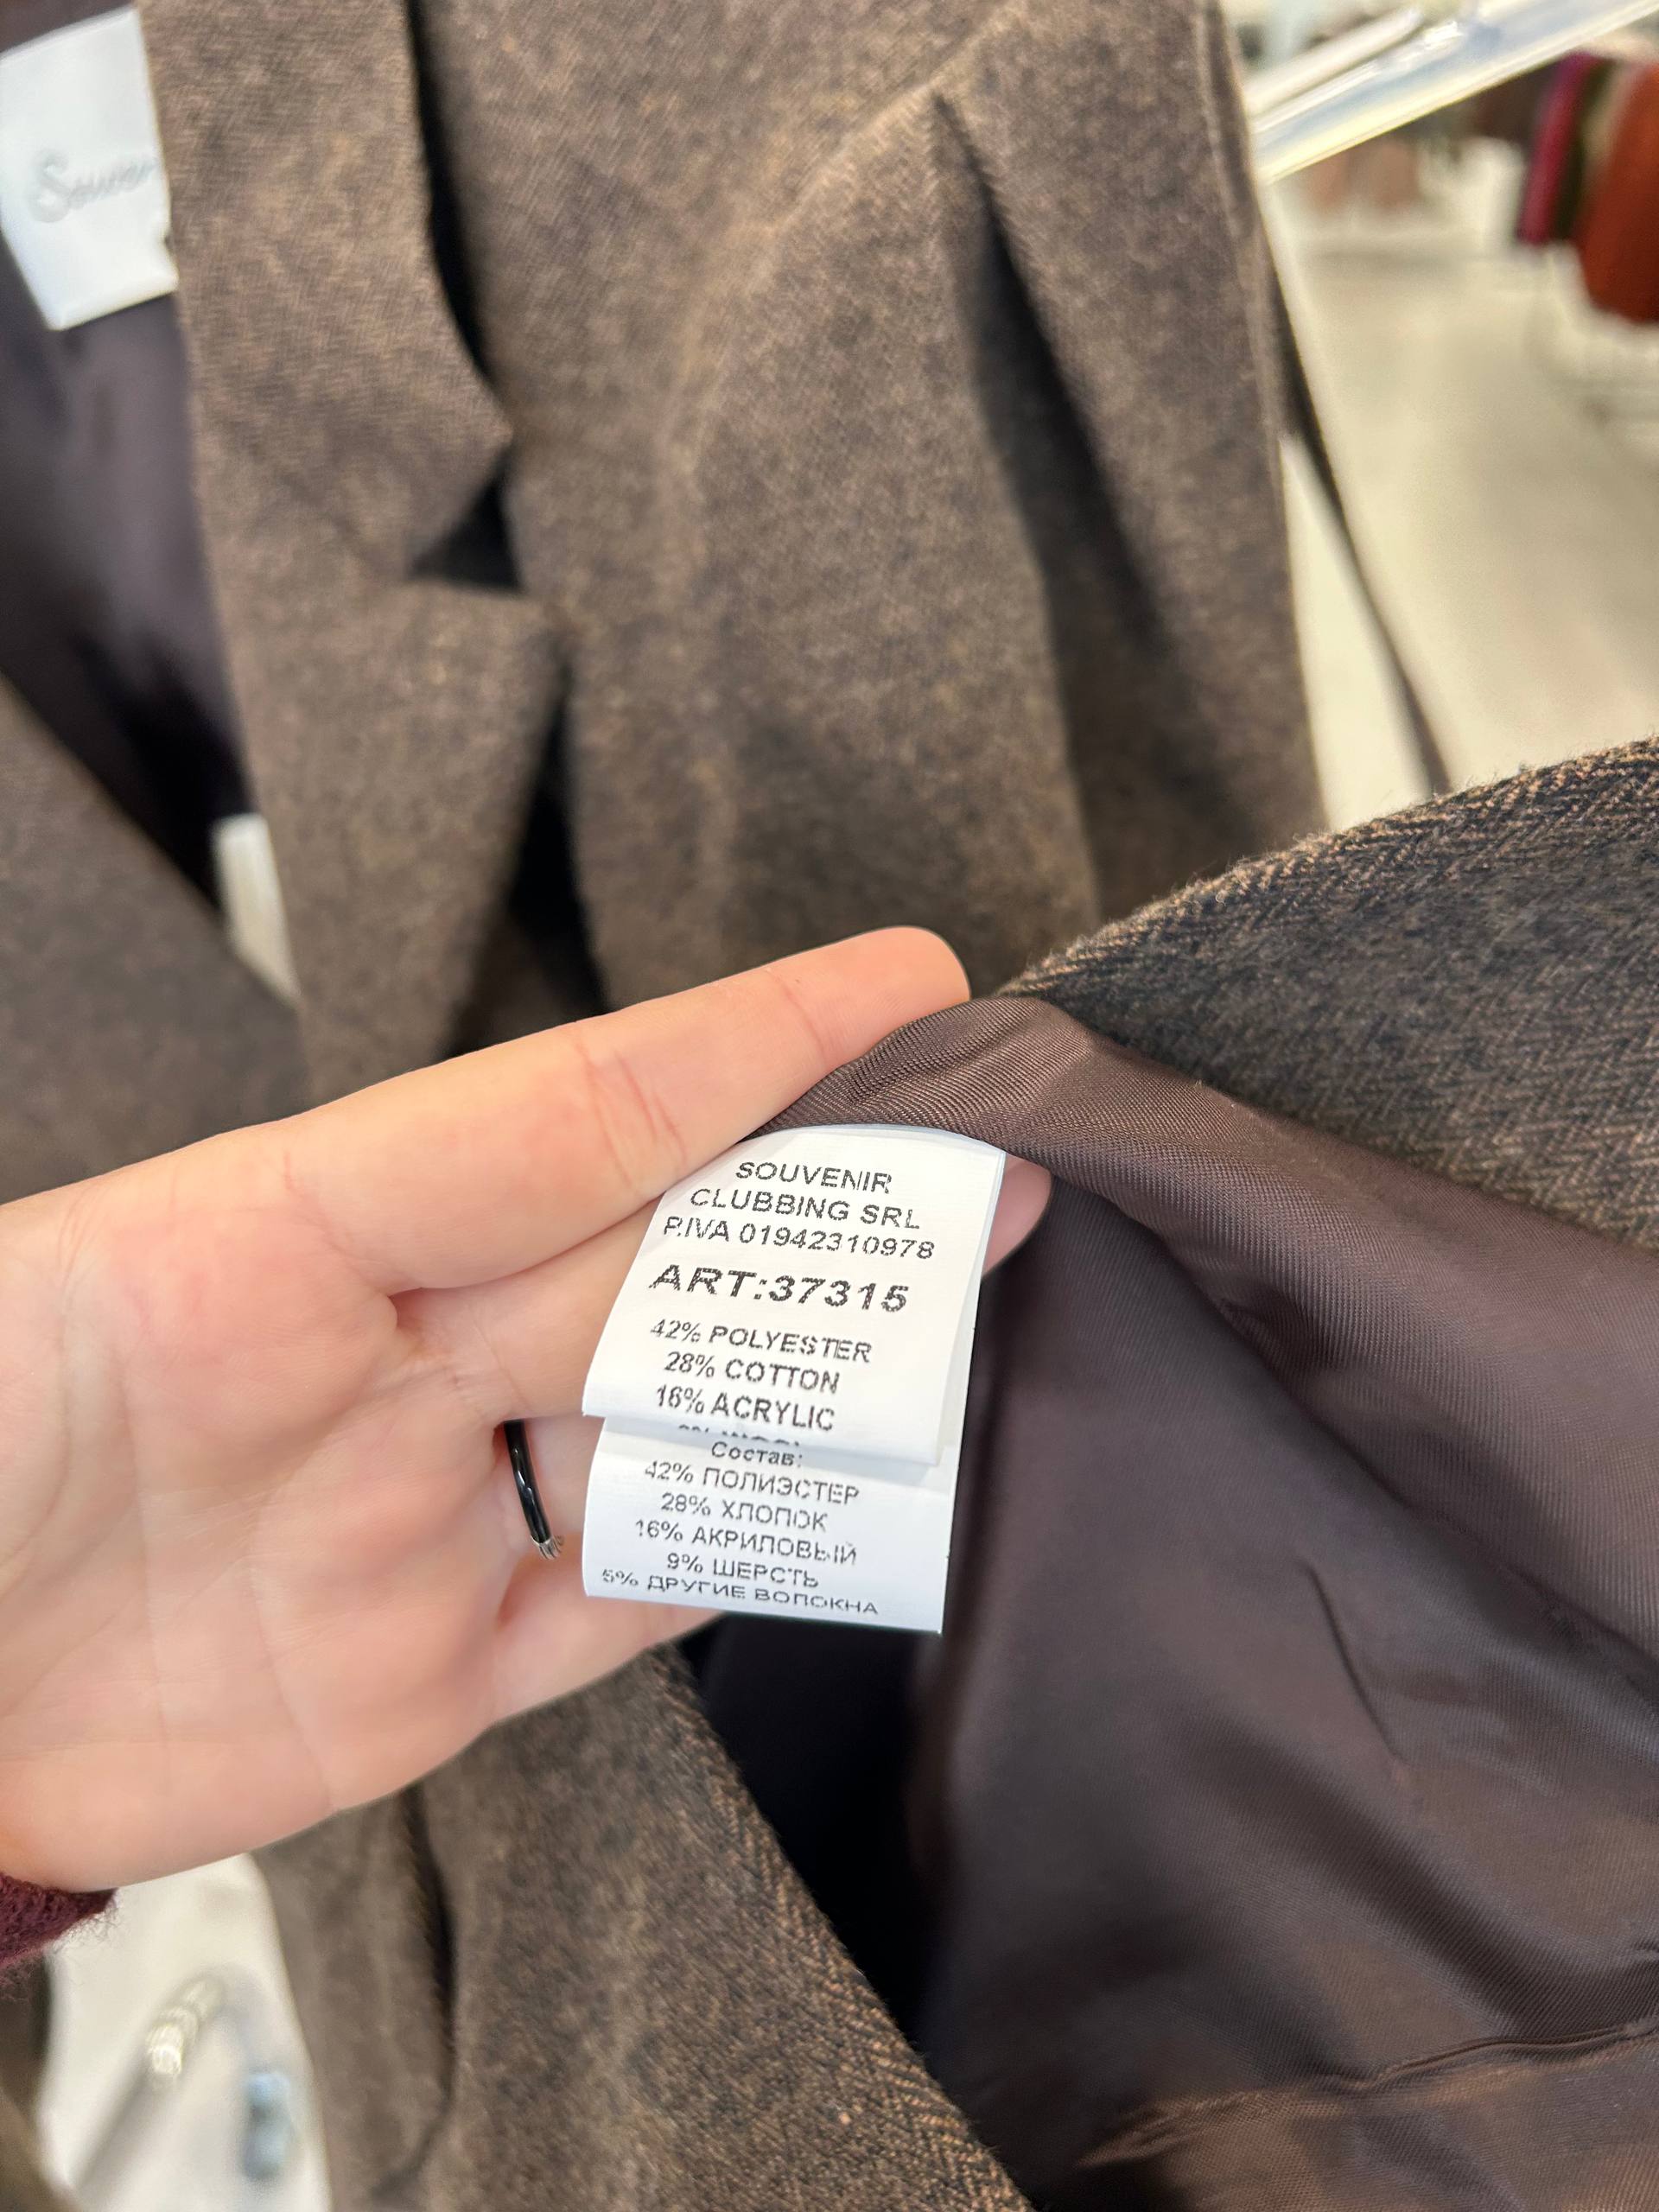 SOUVENIR
CLUBBING SRL
P.IVA 01942310978
ART:37315
42% POLYESTER
28% COTTON
16% ACRYLIC
Состав:
42% ПОЛИЭСТЕР
28% ХЛОПОК
16% АКРИЛОВЫЙ
9% ШЕРСТЬ
5% ДРУГИЕ ВОЛОКНА